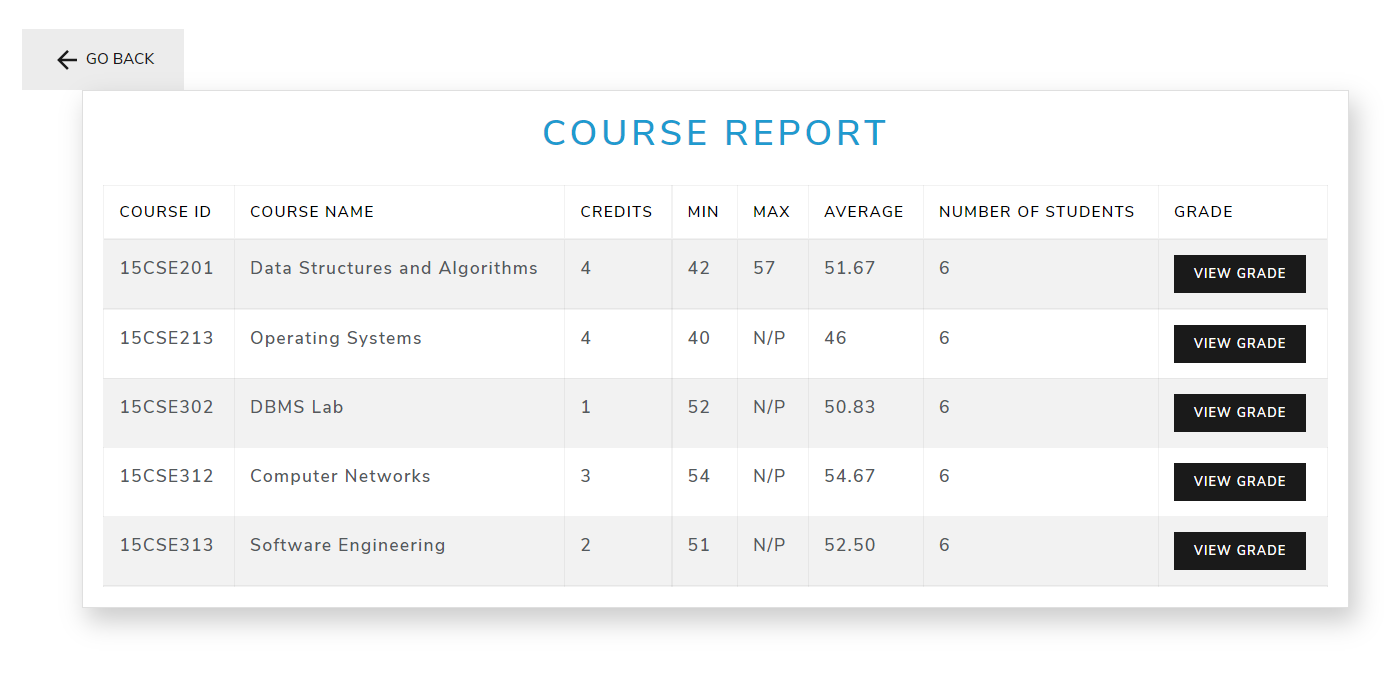 GO BACK
COURSE REPORT
COURSE ID COURSE NAME CREDITS MIN MAX AVERAGE NUMBER OF STUDENTS GRADE
15CSE201 Data Structures and Algorithms 4 42 57 51.67 6 VIEW GRADE
15CSE213 Operating Systems 4 40 N/P 46 6 VIEW GRADE
15CSE302 DBMS Lab 1 52 N/P 50.83 6 VIEW GRADE
15CSE312 Computer Networks 3 54 N/P 54.67 6 VIEW GRADE
15CSE313 Software Engineering 2 51 N/P 52.50 6 VIEW GRADE